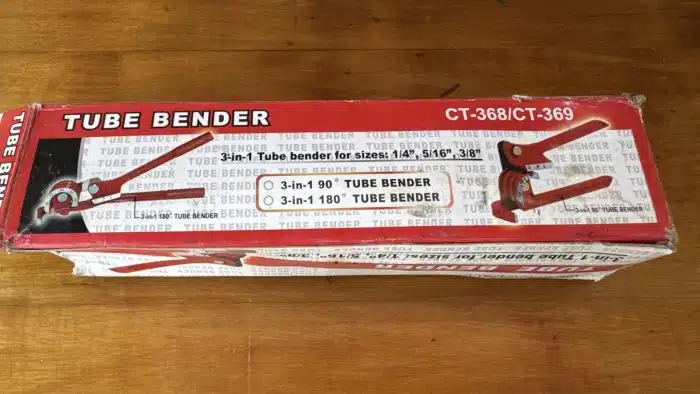 TUBE BENDER
CT-368/CT-369
3-in-1 Tube bender for sizes: 1/4", 5/16", 3/8"
3-in-1 90° TUBE BENDER
3-in-1 180° TUBE BENDER
3-in-1 180° TUBE BENDER
3-in-1 90° TUBE BENDER
TUBE BEN
TUBE BENDER
3-in-1 Tube bender for sizes: 1/4", 5/16", 3/8"